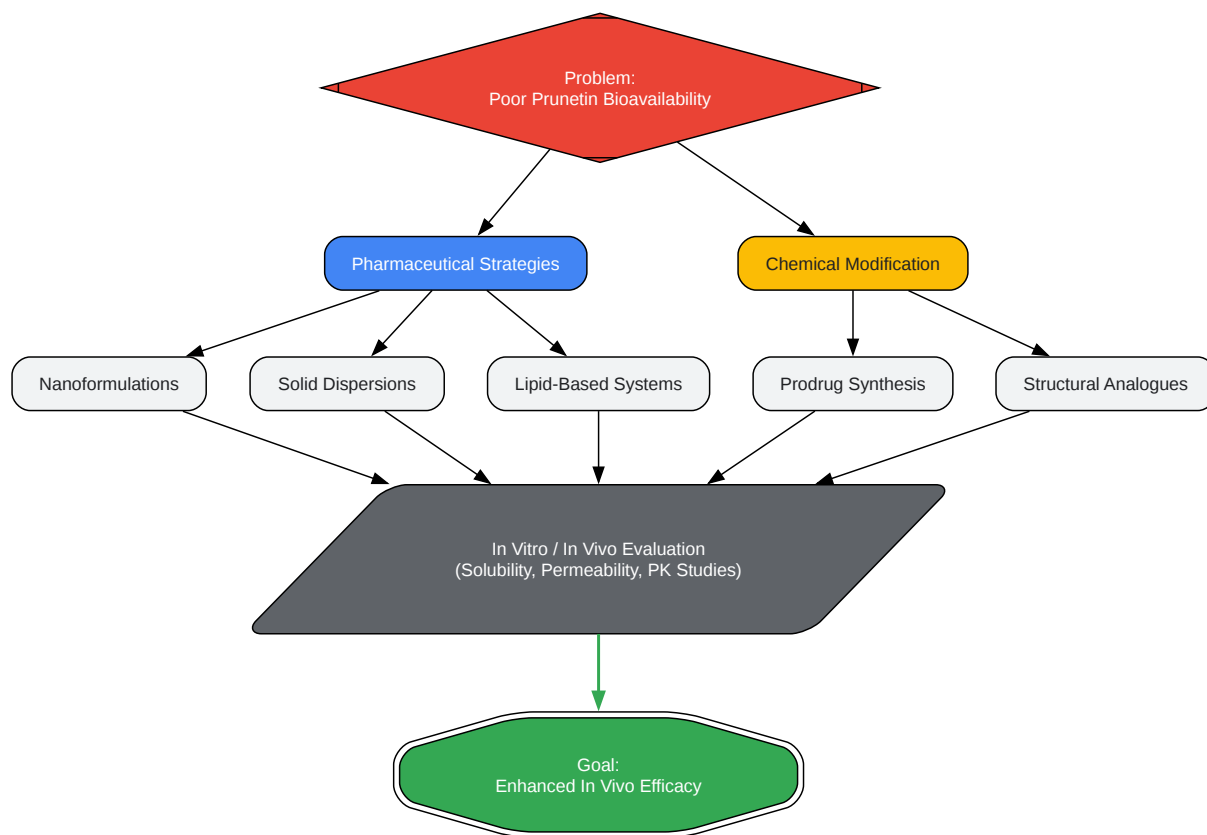 Problem:
Poor Prunetin Bioavailability
Pharmaceutical Strategies
Chemical Modification
Nanoformulations
Solid Dispersions
Lipid-Based Systems
Prodrug Synthesis
Structural Analogues
In Vitro / In Vivo Evaluation
(Solubility, Permeability, PK Studies)
Goal:
Enhanced In Vivo Efficacy